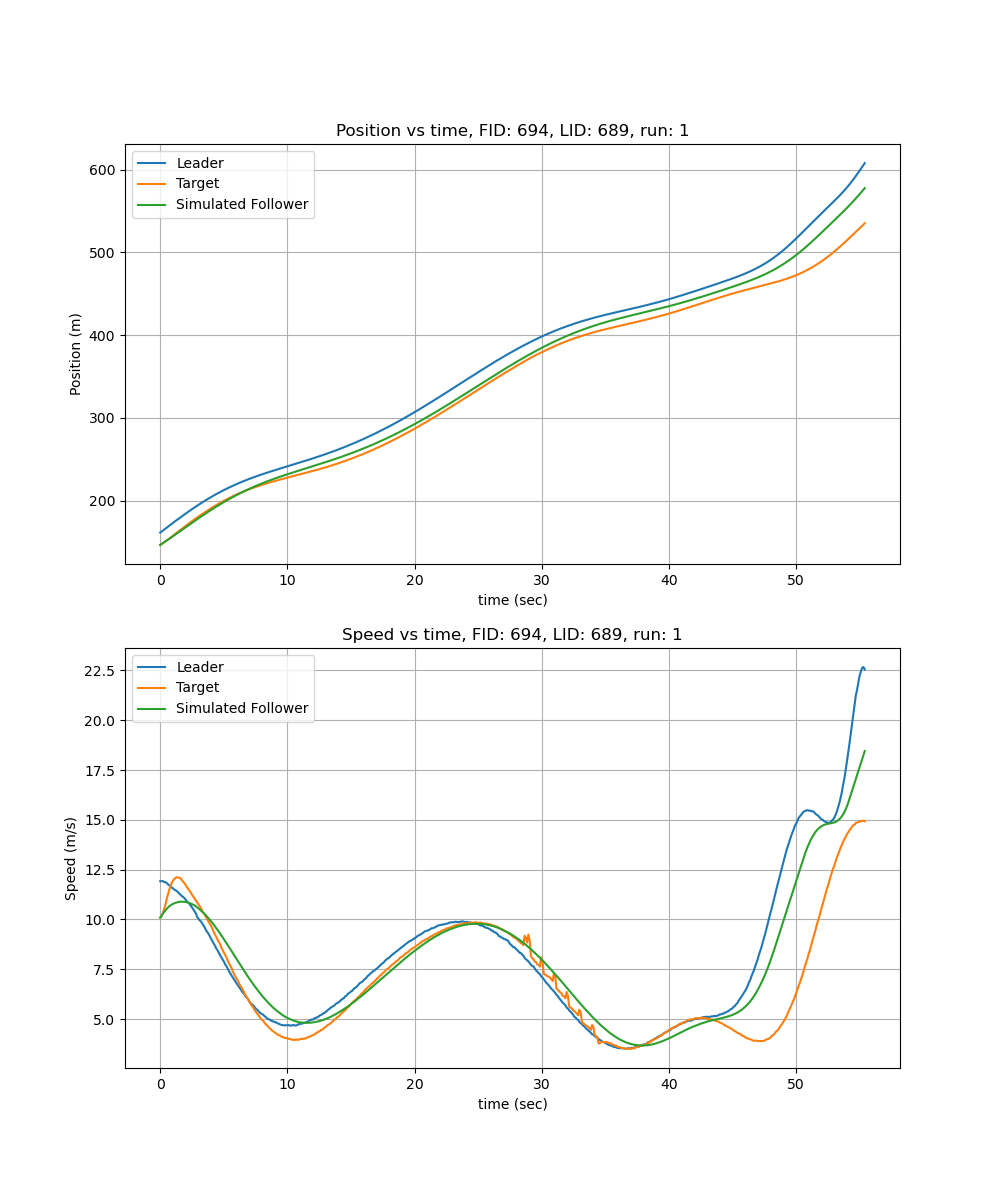 Position vs time, FID: 694, LID: 689, run: 1
Leader
Target
Simulated Follower
600
500
400
300
200
Position (m)
0 10 20 30 40 50
time (sec)
Speed vs time, FID: 694, LID: 689, run: 1
Leader
Target
Simulated Follower
22.5
20.0
17.5
15.0
12.5
10.0
7.5
5.0
Speed (m/s)
0 10 20 30 40 50
time (sec)